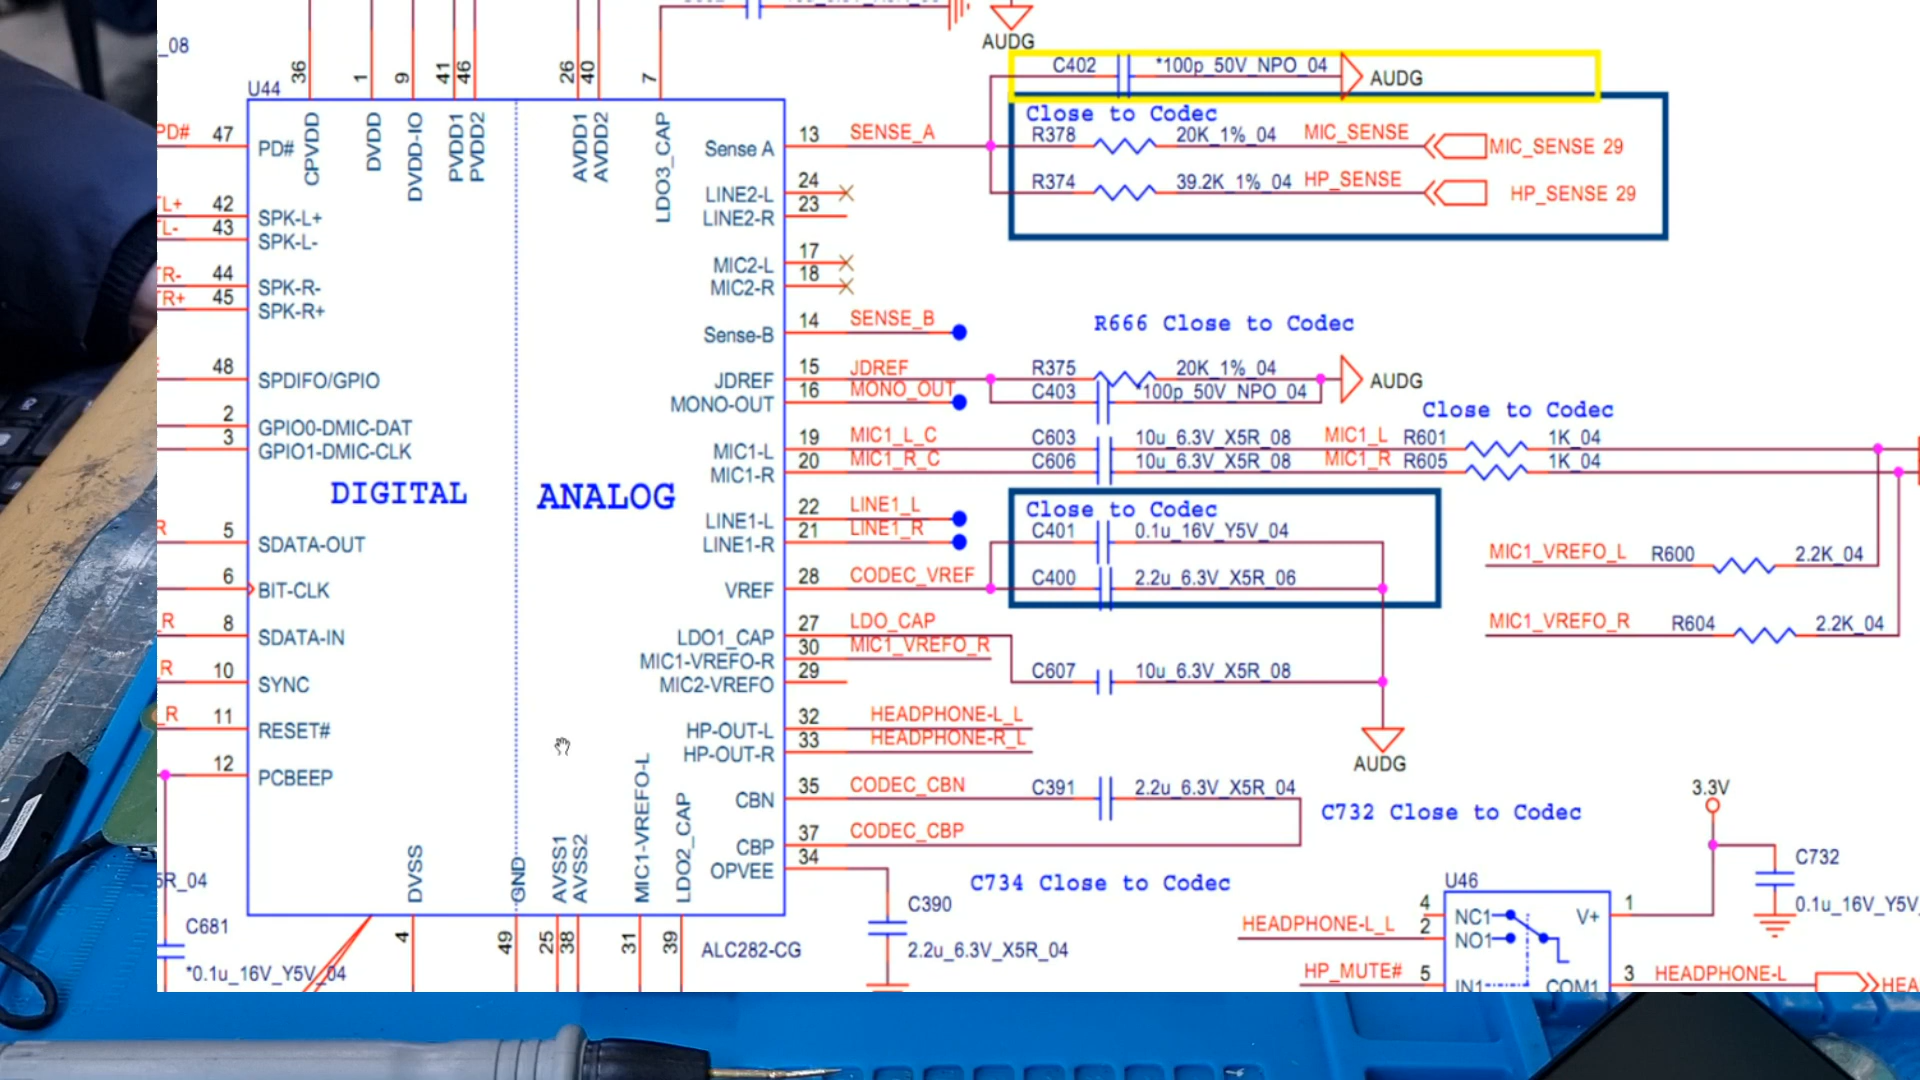 _08
U44
36
1
9
41
46
26
40
7
AUDG
C402
*100p_50V_NPO_04
AUDG
Close to Codec
PD#
47
PD#
CPVDD
DVDD
DVDD-IO
PVDD1
PVDD2
AVDD1
AVDD2
LDO3_CAP
Sense A
13
SENSE_A
R378
20K_1%_04
MIC_SENSE
MIC_SENSE 29
R374
39.2K_1%_04
HP_SENSE
HP_SENSE 29
LINE2-L
24
LINE2-R
23
TL+
42
SPK-L+
L-
43
SPK-L-
MIC2-L
17
MIC2-R
18
TR-
44
SPK-R-
TR+
45
SPK-R+
Sense-B
14
SENSE_B
R666 Close to Codec
48
SPDIFO/GPIO
JDREF
15
JDREF
R375
20K_1%_04
AUDG
MONO-OUT
16
MONO_OUT
C403
*100p_50V_NPO_04
Close to Codec
2
GPIO0-DMIC-DAT
3
GPIO1-DMIC-CLK
MIC1-L
19
MIC1_L_C
C603
10u_6.3V_X5R_08
MIC1_L
R601
1K_04
MIC1-R
20
MIC1_R_C
C606
10u_6.3V_X5R_08
MIC1_R
R605
1K_04
DIGITAL
ANALOG
LINE1-L
22
LINE1_L
LINE1-R
21
LINE1_R
Close to Codec
C401
0.1u_16V_Y5V_04
R
5
SDATA-OUT
6
BIT-CLK
VREF
28
CODEC_VREF
C400
2.2u_6.3V_X5R_06
MIC1_VREFO_L
R600
2.2K_04
_R
8
SDATA-IN
LDO1_CAP
27
LDO_CAP
MIC1-VREFO-R
30
MIC1_VREFO_R
MIC2-VREFO
29
C607
10u_6.3V_X5R_08
MIC1_VREFO_R
R604
2.2K_04
R
10
SYNC
_R
11
RESET#
HP-OUT-L
32
HEADPHONE-L_L
HP-OUT-R
33
HEADPHONE-R_L
AUDG
12
PCBEEP
CBN
35
CODEC_CBN
C391
2.2u_6.3V_X5R_04
C732 Close to Codec
3.3V
CBP
37
CODEC_CBP
OPVEE
34
C734 Close to Codec
DVSS
GND
AVSS1
AVSS2
MIC1-VREFO-L
LDO2_CAP
5R_04
C681
*0.1u_16V_Y5V_04
4
49
25
38
31
39
ALC282-CG
C390
2.2u_6.3V_X5R_04
U46
C732
0.1u_16V_Y5V
HEADPHONE-L_L
4
NC1
V+
1
2
NO1
HP_MUTE#
5
IN1
COM1
3
HEADPHONE-L
HEA